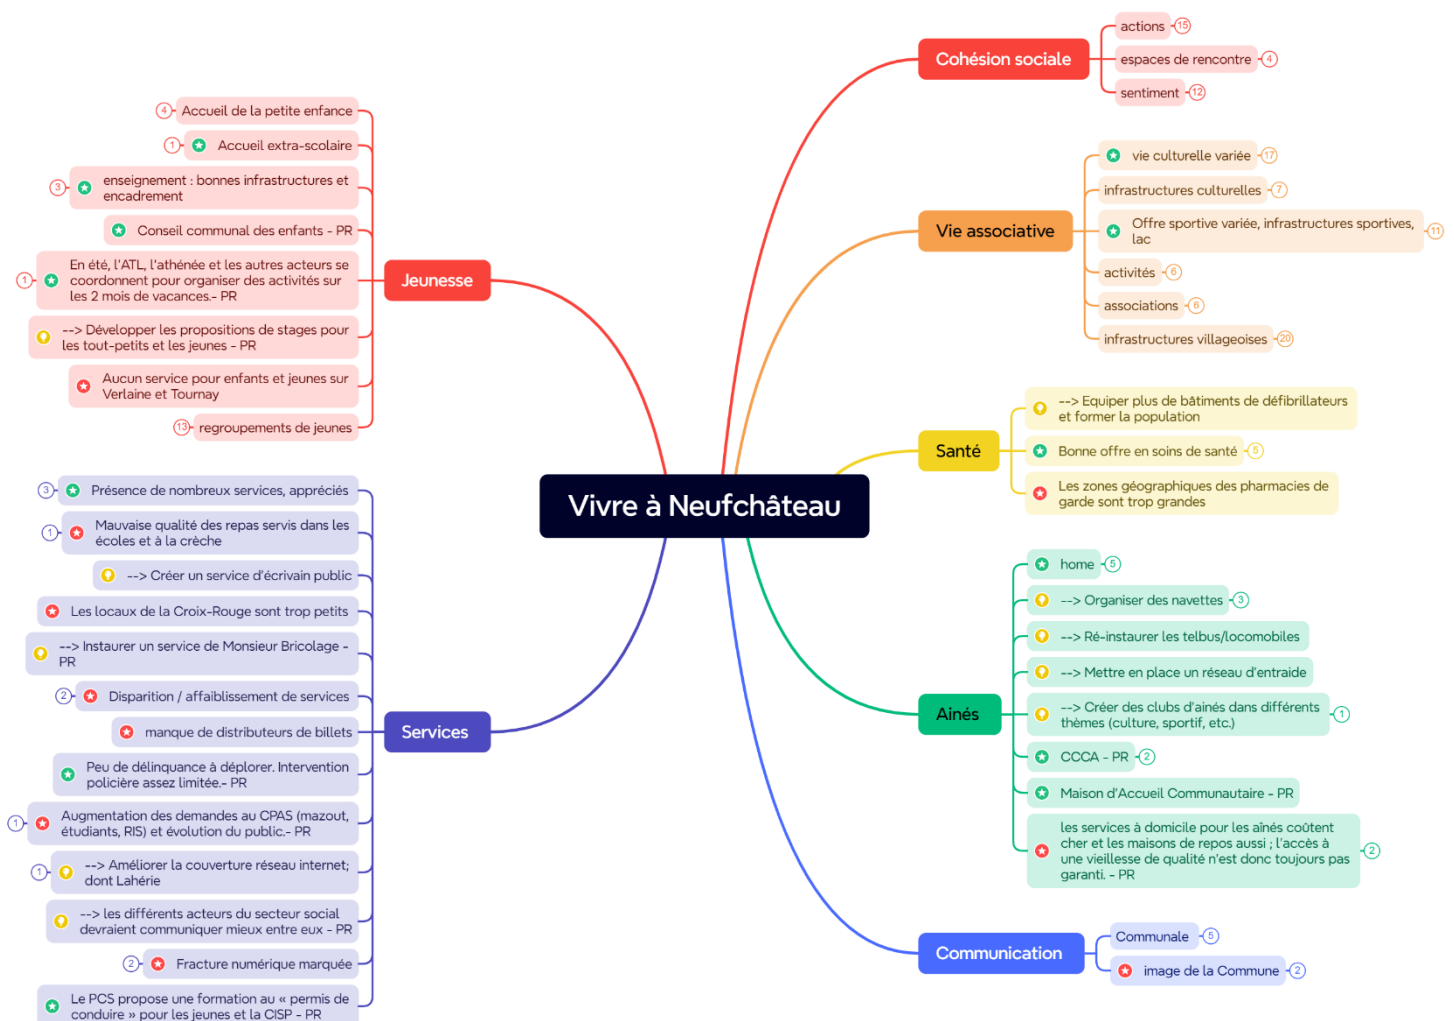 Vivre à Neufchâteau
Cohésion sociale
actions
15
espaces de rencontre
4
sentiment
12
Vie associative
vie culturelle variée
17
infrastructures culturelles
7
Offre sportive variée, infrastructures sportives,
lac
11
activités
6
associations
6
infrastructures villageoises
20
Santé
--> Equiper plus de bâtiments de défibrillateurs
et former la population
Bonne offre en soins de santé
5
Les zones géographiques des pharmacies de
garde sont trop grandes
Ainés
home
5
--> Organiser des navettes
3
--> Ré-instaurer les telbus/locomobiles
--> Mettre en place un réseau d'entraide
--> Créer des clubs d'ainés dans différents
thèmes (culture, sportif, etc.)
1
CCCA - PR
2
Maison d'Accueil Communautaire - PR
les services à domicile pour les aînés coûtent
cher et les maisons de repos aussi ; l'accès à
une vieillesse de qualité n'est donc toujours pas
garanti. - PR
2
Communication
Communale
5
image de la Commune
2
Jeunesse
4
Accueil de la petite enfance
1
Accueil extra-scolaire
3
enseignement : bonnes infrastructures et
encadrement
Conseil communal des enfants - PR
1
En été, l'ATL, l'athénée et les autres acteurs se
coordonnent pour organiser des activités sur
les 2 mois de vacances.- PR
--> Développer les propositions de stages pour
les tout-petits et les jeunes - PR
Aucun service pour enfants et jeunes sur
Verlaine et Tournay
13
regroupements de jeunes
Services
3
Présence de nombreux services, appréciés
1
Mauvaise qualité des repas servis dans les
écoles et à la crèche
--> Créer un service d'écrivain public
Les locaux de la Croix-Rouge sont trop petits
--> Instaurer un service de Monsieur Bricolage -
PR
2
Disparition / affaiblissement de services
manque de distributeurs de billets
Peu de délinquance à déplorer. Intervention
policière assez limitée.- PR
1
Augmentation des demandes au CPAS (mazout,
étudiants, RIS) et évolution du public.- PR
1
--> Améliorer la couverture réseau internet;
dont Lahérie
--> les différents acteurs du secteur social
devraient communiquer mieux entre eux - PR
2
Fracture numérique marquée
Le PCS propose une formation au « permis de
conduire » pour les jeunes et la CISP - PR